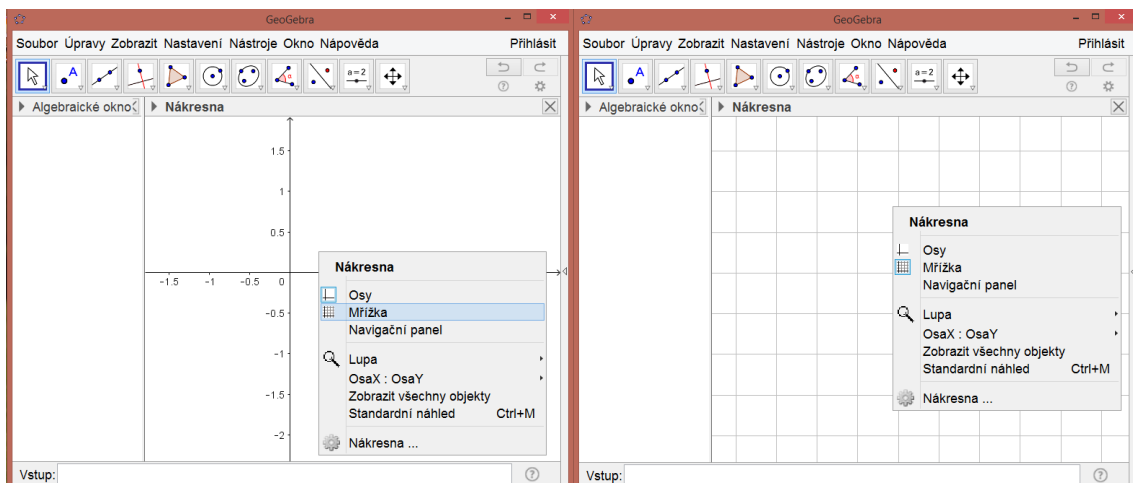 GeoGebra
Soubor Úpravy Zobrazit Nastavení Nástroje Okno Nápověda Přihlásit
A α a=2
Algebraické okno Nákresna
1.5
1
0.5
-1.5 -1 -0.5 0
-0.5
-1
-1.5
-2
Nákresna
Osy
Mřížka
Navigační panel
Lupa
OsaX : OsaY
Zobrazit všechny objekty
Standardní náhled Ctrl+M
Nákresna ...
Vstup:
GeoGebra
Soubor Úpravy Zobrazit Nastavení Nástroje Okno Nápověda Přihlásit
A α a=2
Algebraické okno Nákresna
Nákresna
Osy
Mřížka
Navigační panel
Lupa
OsaX : OsaY
Zobrazit všechny objekty
Standardní náhled Ctrl+M
Nákresna ...
Vstup: